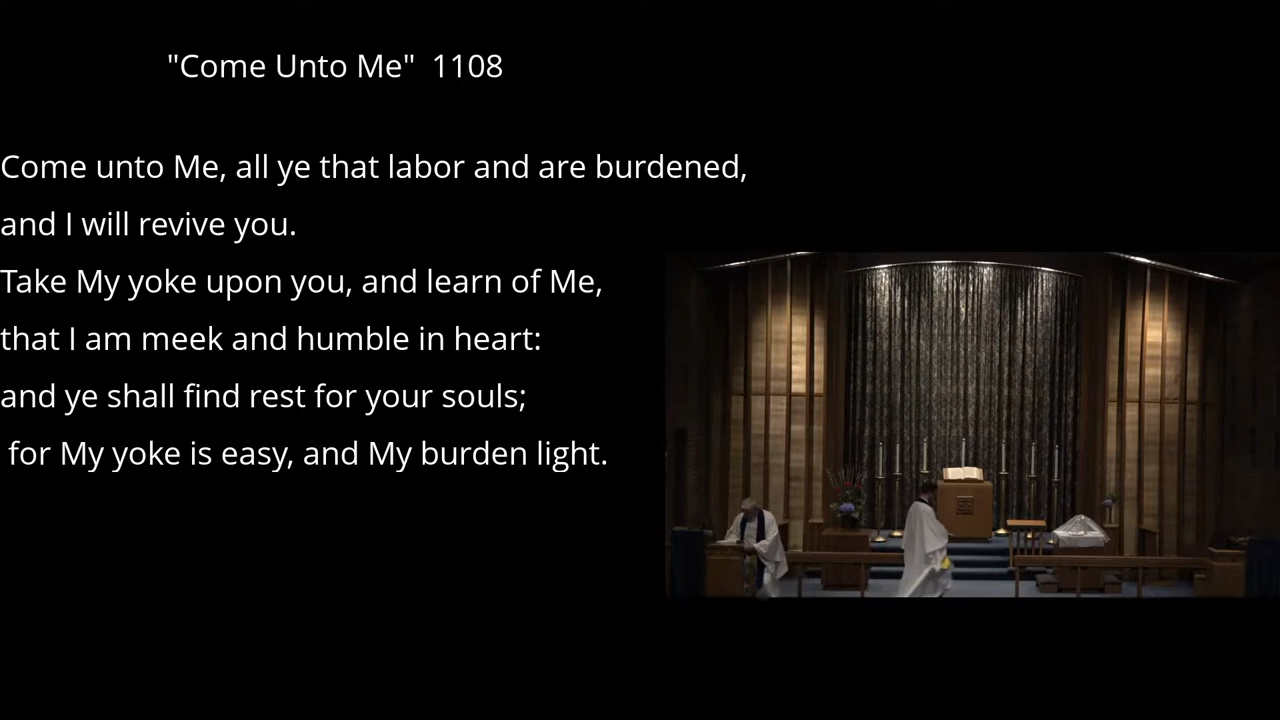 "Come Unto Me" 1108
Come unto Me, all ye that labor and are burdened,
and I will revive you.
Take My yoke upon you, and learn of Me,
that I am meek and humble in heart:
and ye shall find rest for your souls;
for My yoke is easy, and My burden light.